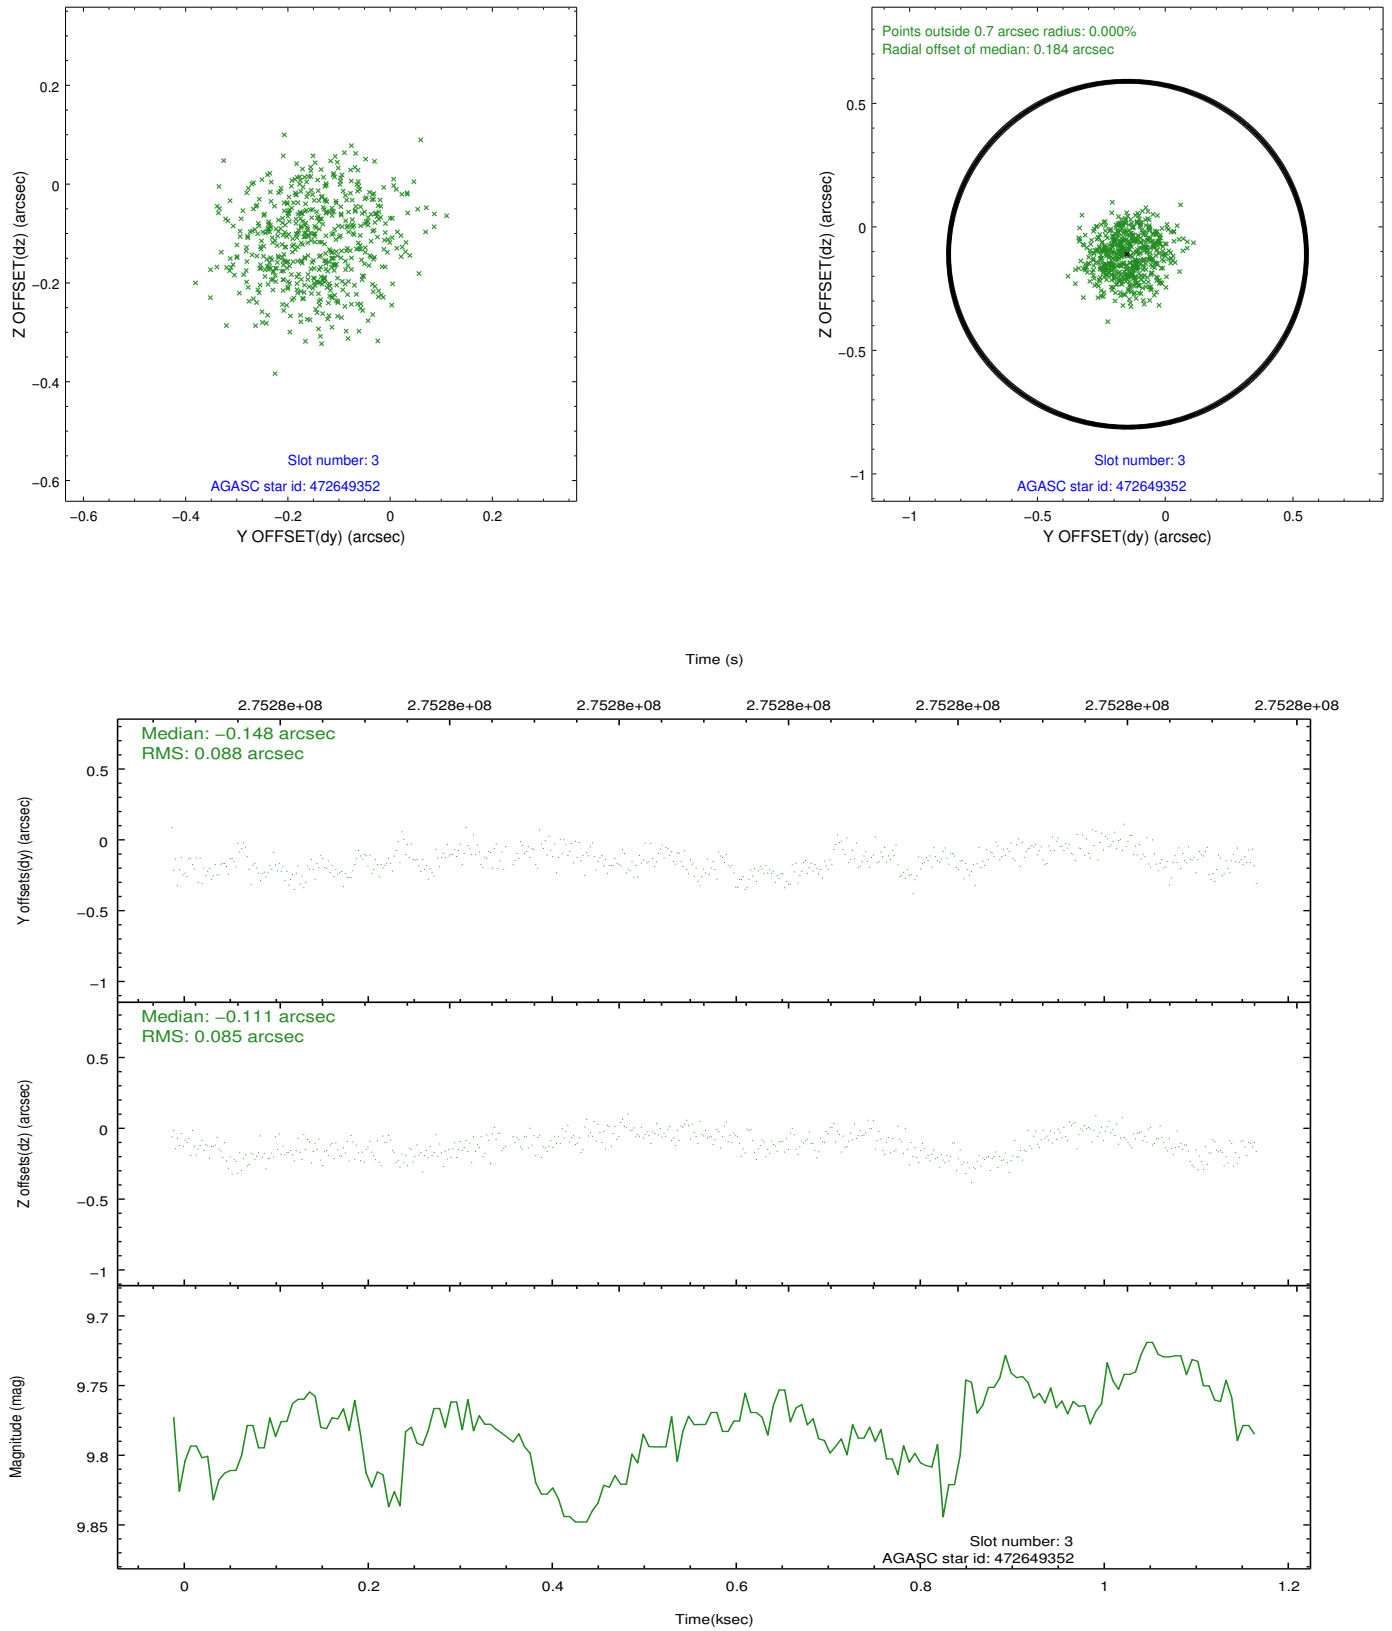 0.2
0
−0.2
−0.4
−0.6
Z OFFSET(dz) (arcsec)
Slot number: 3
AGASC star id: 472649352
−0.6
−0.4
−0.2
0
0.2
Y OFFSET(dy) (arcsec)
Points outside 0.7 arcsec radius: 0.000%
Radial offset of median: 0.184 arcsec
0.5
0
−0.5
−1
Z OFFSET(dz) (arcsec)
Slot number: 3
AGASC star id: 472649352
−1
−0.5
0
0.5
Y OFFSET(dy) (arcsec)
Time (s)
2.7528e+08
2.7528e+08
2.7528e+08
2.7528e+08
2.7528e+08
2.7528e+08
2.7528e+08
Median: −0.148 arcsec
RMS: 0.088 arcsec
0.5
0
−0.5
−1
Y offsets(dy) (arcsec)
Median: −0.111 arcsec
RMS: 0.085 arcsec
0.5
0
−0.5
−1
Z offsets(dz) (arcsec)
9.7
9.75
9.8
9.85
Magnitude (mag)
Slot number: 3
AGASC star id: 472649352
0
0.2
0.4
0.6
0.8
1
1.2
Time(ksec)